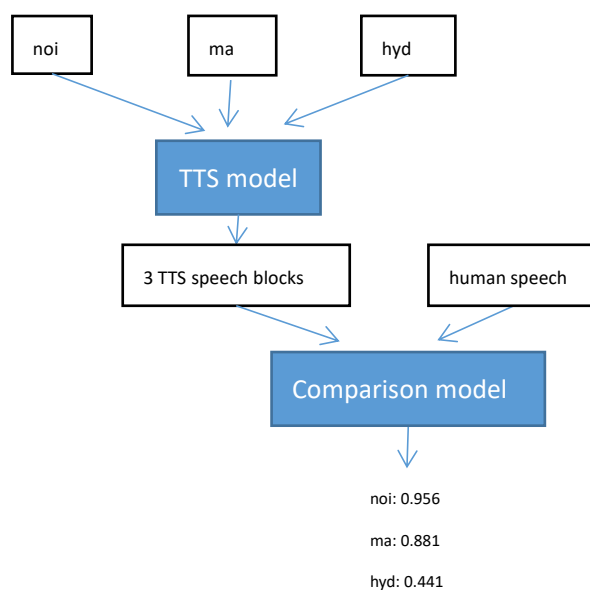 noi
ma
hyd
TTS model
3 TTS speech blocks
human speech
Comparison model
noi: 0.956
ma: 0.881
hyd: 0.441